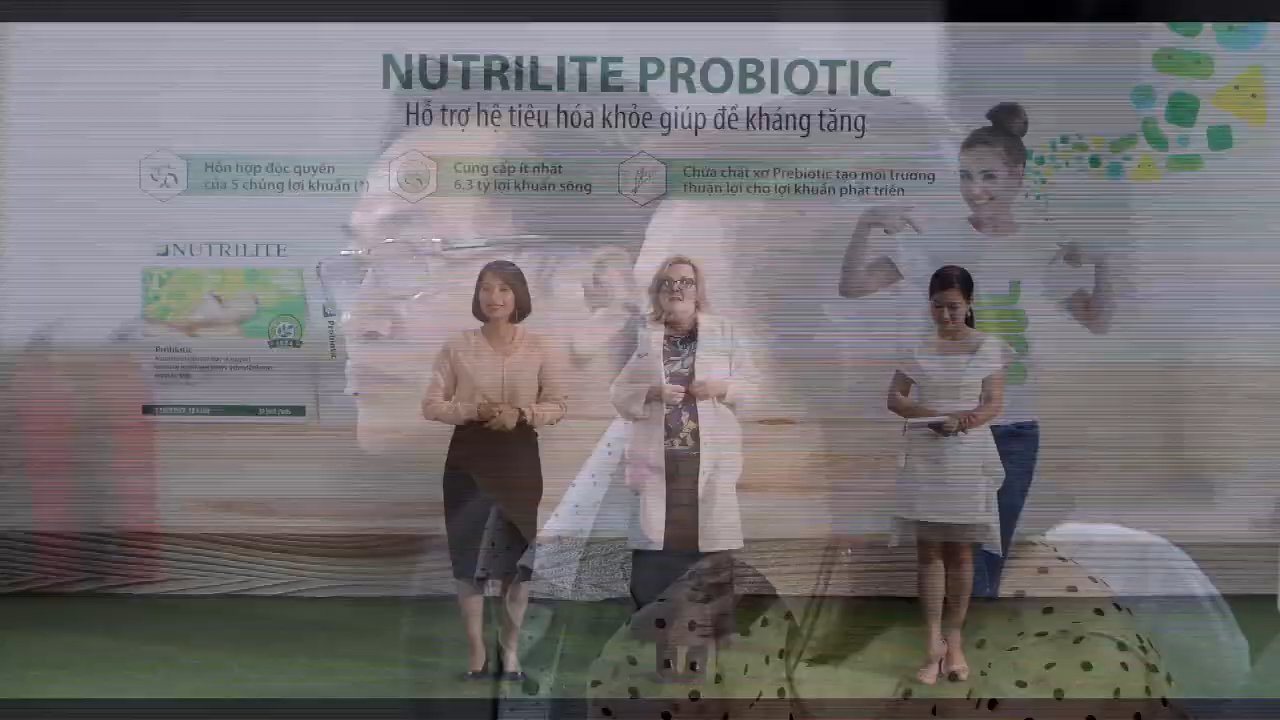 NUTRILITE PROBIOTIC
Hỗ trợ hệ tiêu hóa khỏe giúp đề kháng tăng
Hỗn hợp độc quyền
của 5 chủng lợi khuẩn (*)
Cung cấp ít nhất
6,3 tỷ lợi khuẩn sống
Chứa chất xơ Prebiotic tạo môi trường
thuận lợi cho lợi khuẩn phát triển
NUTRILITE
Probiotic
Probiotic